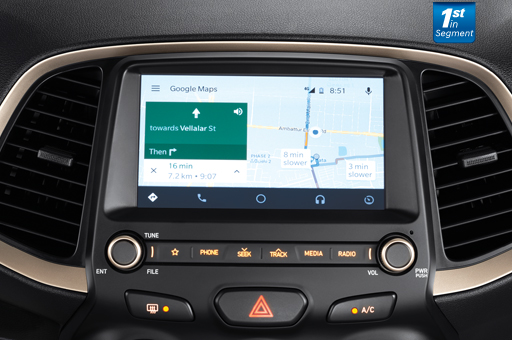 1st
in
Segment
Google Maps
8:51
towards Vellalar St
Then
16 min
7.2 km • 9:07
8 min
slower
3 min
slower
TUNE
PHONE
SEEK
TRACK
MEDIA
RADIO
ENT
FILE
VOL
PWR
PUSH
A/C